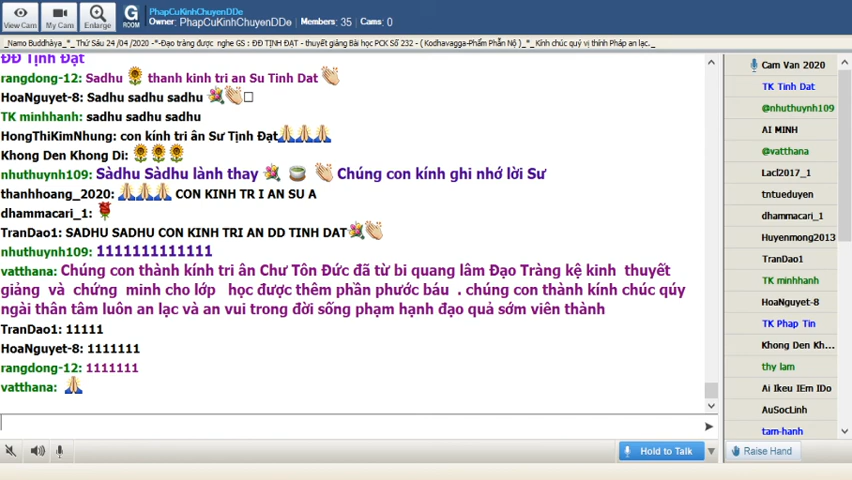 View Cam
My Cam
Enlarge
G
ROOM
PhapCuKinhChuyenDDe
Owner: PhapCuKinhChuyenDDe Members: 35 Cams: 0
_Namo Buddhàya_*_ Thứ Sáu 24 /04 /2020 -*-Đạo tràng được nghe GS : ĐĐ TỊNH ĐẠT - thuyết giảng Bài học PCK Số 232 - ( Kodhavagga-Phẩm Phẫn Nộ )_*_ Kính chúc quý vị thính Pháp an lạc._
ĐĐ Tịnh Đạt
rangdong-12: Sadhu 🌻 thanh kinh tri an Su Tinh Dat 👏
HoaNguyet-8: Sadhu sadhu sadhu 💐👏□
TK minhhanh: sadhu sadhu sadhu
HongThiKimNhung: con kính tri ân Sư Tịnh Đạt🙏🙏🙏
Khong Den Khong Di: 🌻🌻🌻
nhuthuynh109: Sàdhu Sàdhu lành thay 💐 🍵 👏 Chúng con kính ghi nhớ lời Sư
thanhhoang_2020: 🙏🙏🙏 CON KINH TR I AN SU A
dhammacari_1: 🌹
TranDao1: SADHU SADHU CON KINH TRI AN DD TINH DAT💐👏
nhuthuynh109: 1111111111111
vatthana: Chúng con thành kính tri ân Chư Tôn Đức đã từ bi quang lâm Đạo Tràng kệ kinh thuyết
giảng và chứng minh cho lớp học được thêm phần phước báu . chúng con thành kính chúc qúy
ngài thân tâm luôn an lạc và an vui trong đời sống phạm hạnh đạo quả sớm viên thành
TranDao1: 11111
HoaNguyet-8: 1111111
rangdong-12: 1111111
vatthana: 🙏
Hold to Talk
Cam Van 2020
TK Tinh Dat
@nhuthuynh109
AI MINH
@vatthana
Lacl2017_1
tntueduyen
dhammacari_1
Huyenmong2013
TranDao1
TK minhhanh
HoaNguyet-8
TK Phap Tin
Khong Den Kh...
thy lam
Ai Ikeu IEm IDo
AuSocLinh
tam-hanh
Raise Hand